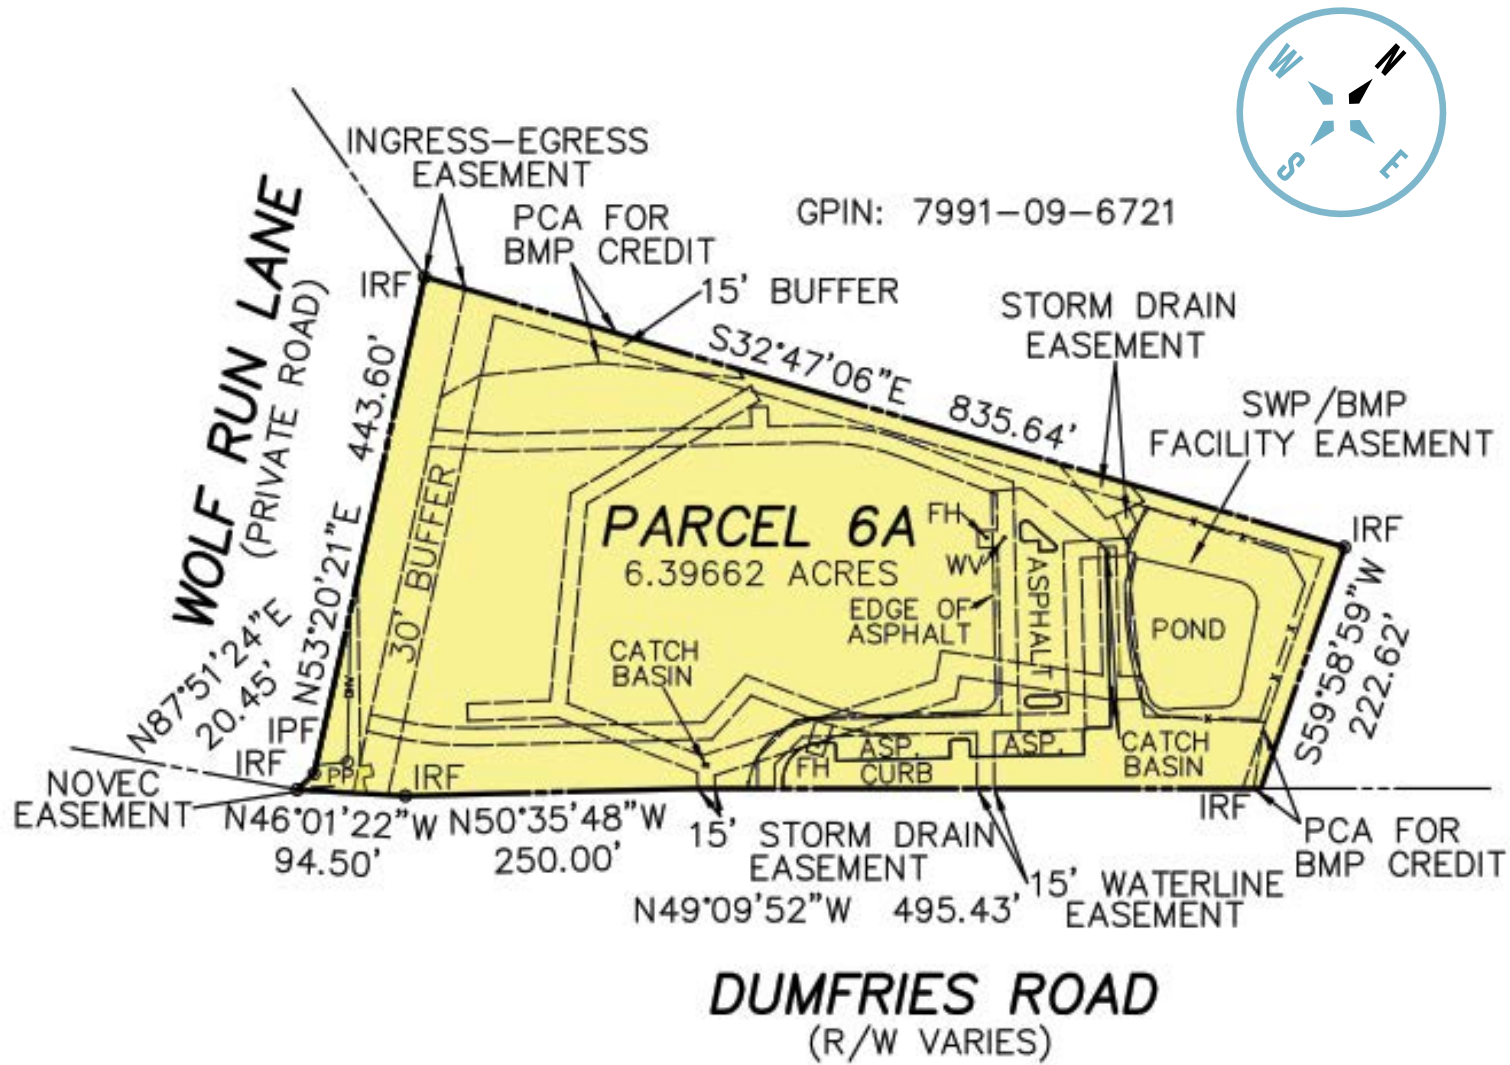 W
N
S
E
INGRESS-EGRESS
EASEMENT
PCA FOR
BMP CREDIT
GPIN: 7991-09-6721
15' BUFFER
IRF
STORM DRAIN
EASEMENT
S32°47'06"E 835.64'
SWP/BMP
FACILITY EASEMENT
WOLF RUN LANE
(PRIVATE ROAD)
N53°20'21"E 443.60'
30' BUFFER
PARCEL 6A
6.39662 ACRES
FH
WV
EDGE OF
ASPHALT
ASPHALT
POND
IRF
S59°58'59"W
222.62'
CATCH
BASIN
N87°51'24"E
20.45'
IPF
IRF
PP
IRF
NOVEC
EASEMENT
FH
ASP.
CURB
ASP.
CATCH
BASIN
IRF
N46°01'22"W
94.50'
N50°35'48"W
250.00'
15' STORM DRAIN
EASEMENT
N49°09'52"W 495.43'
15' WATERLINE
EASEMENT
PCA FOR
BMP CREDIT
DUMFRIES ROAD
(R/W VARIES)